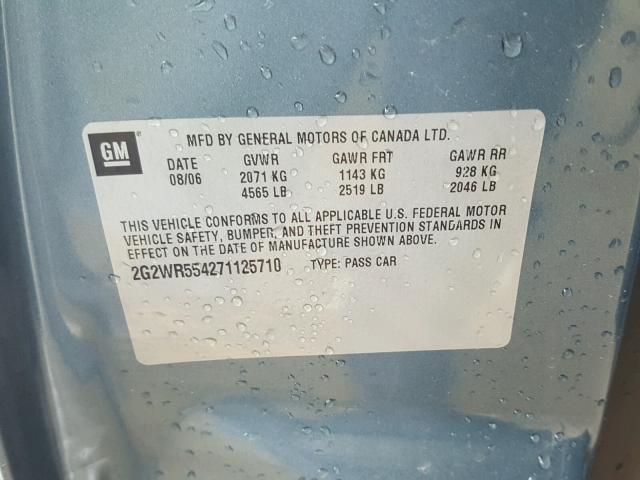 GM
MFD BY GENERAL MOTORS OF CANADA LTD.
DATE GVWR GAWR FRT GAWR RR
08/06 2071 KG 1143 KG 928 KG
4565 LB 2519 LB 2046 LB
THIS VEHICLE CONFORMS TO ALL APPLICABLE U.S. FEDERAL MOTOR
VEHICLE SAFETY, BUMPER, AND THEFT PREVENTION STANDARDS IN
EFFECT ON THE DATE OF MANUFACTURE SHOWN ABOVE.
2G2WR554271125710 TYPE: PASS CAR